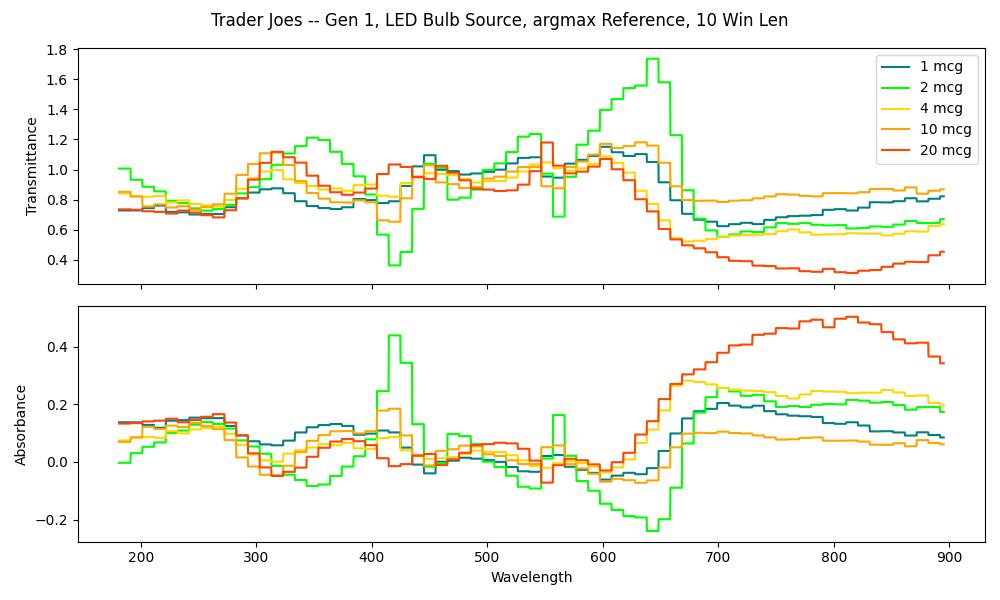 Trader Joes -- Gen 1, LED Bulb Source, argmax Reference, 10 Win Len
Transmittance
1.8
1.6
1.4
1.2
1.0
0.8
0.6
0.4
1 mcg
2 mcg
4 mcg
10 mcg
20 mcg
Absorbance
0.4
0.2
0.0
−0.2
200 300 400 500 600 700 800 900
Wavelength